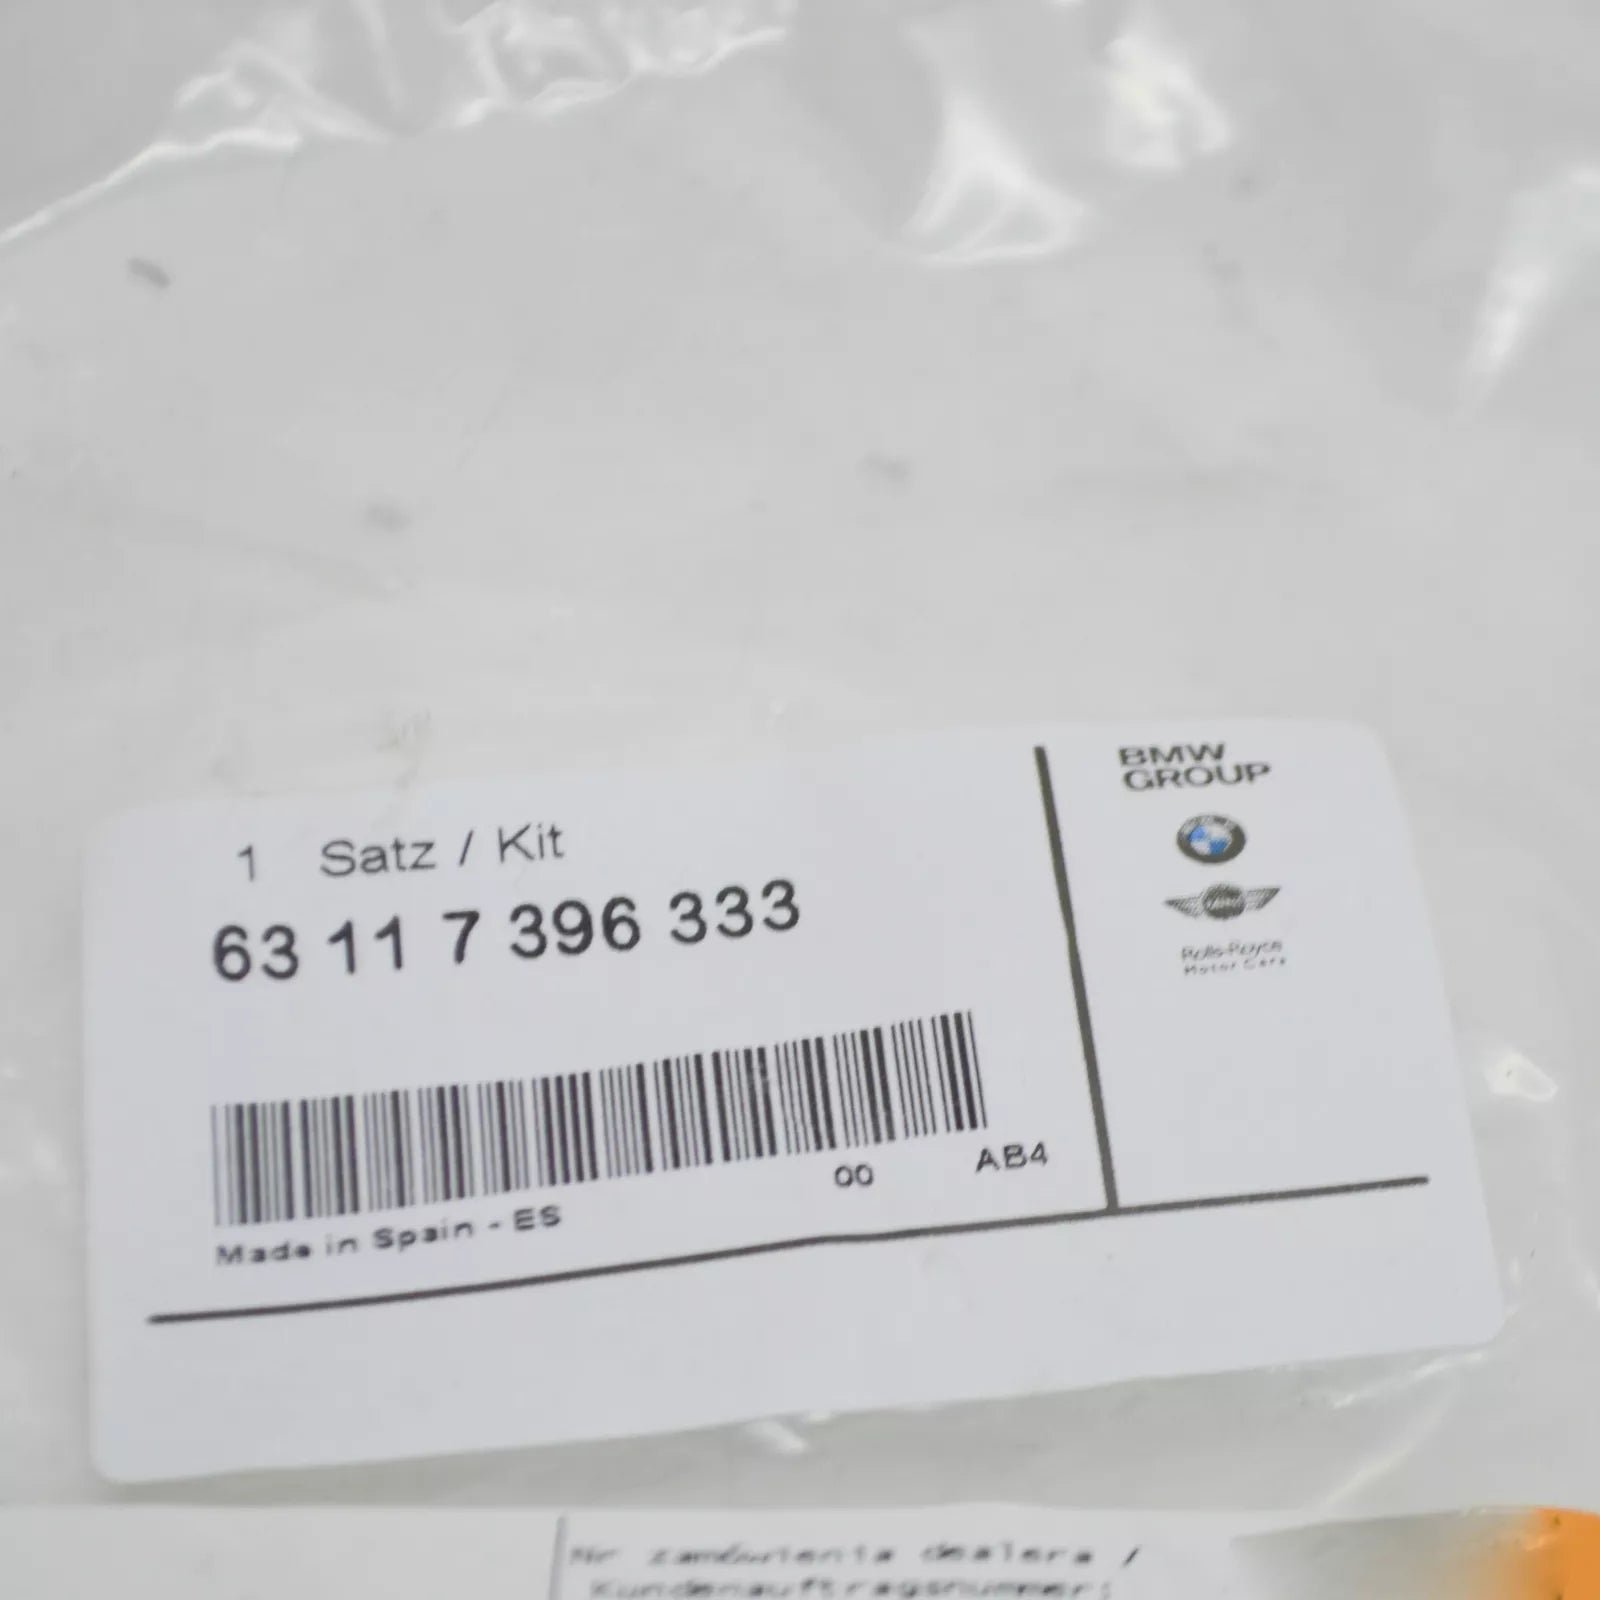 1 Satz / Kit
63 11 7 396 333
00 AB4
Made in Spain - ES
BMW
GROUP
Rolls-Royce
Motor Cars
Nr zamówienia dealera /
Kundenauftragsnummer: